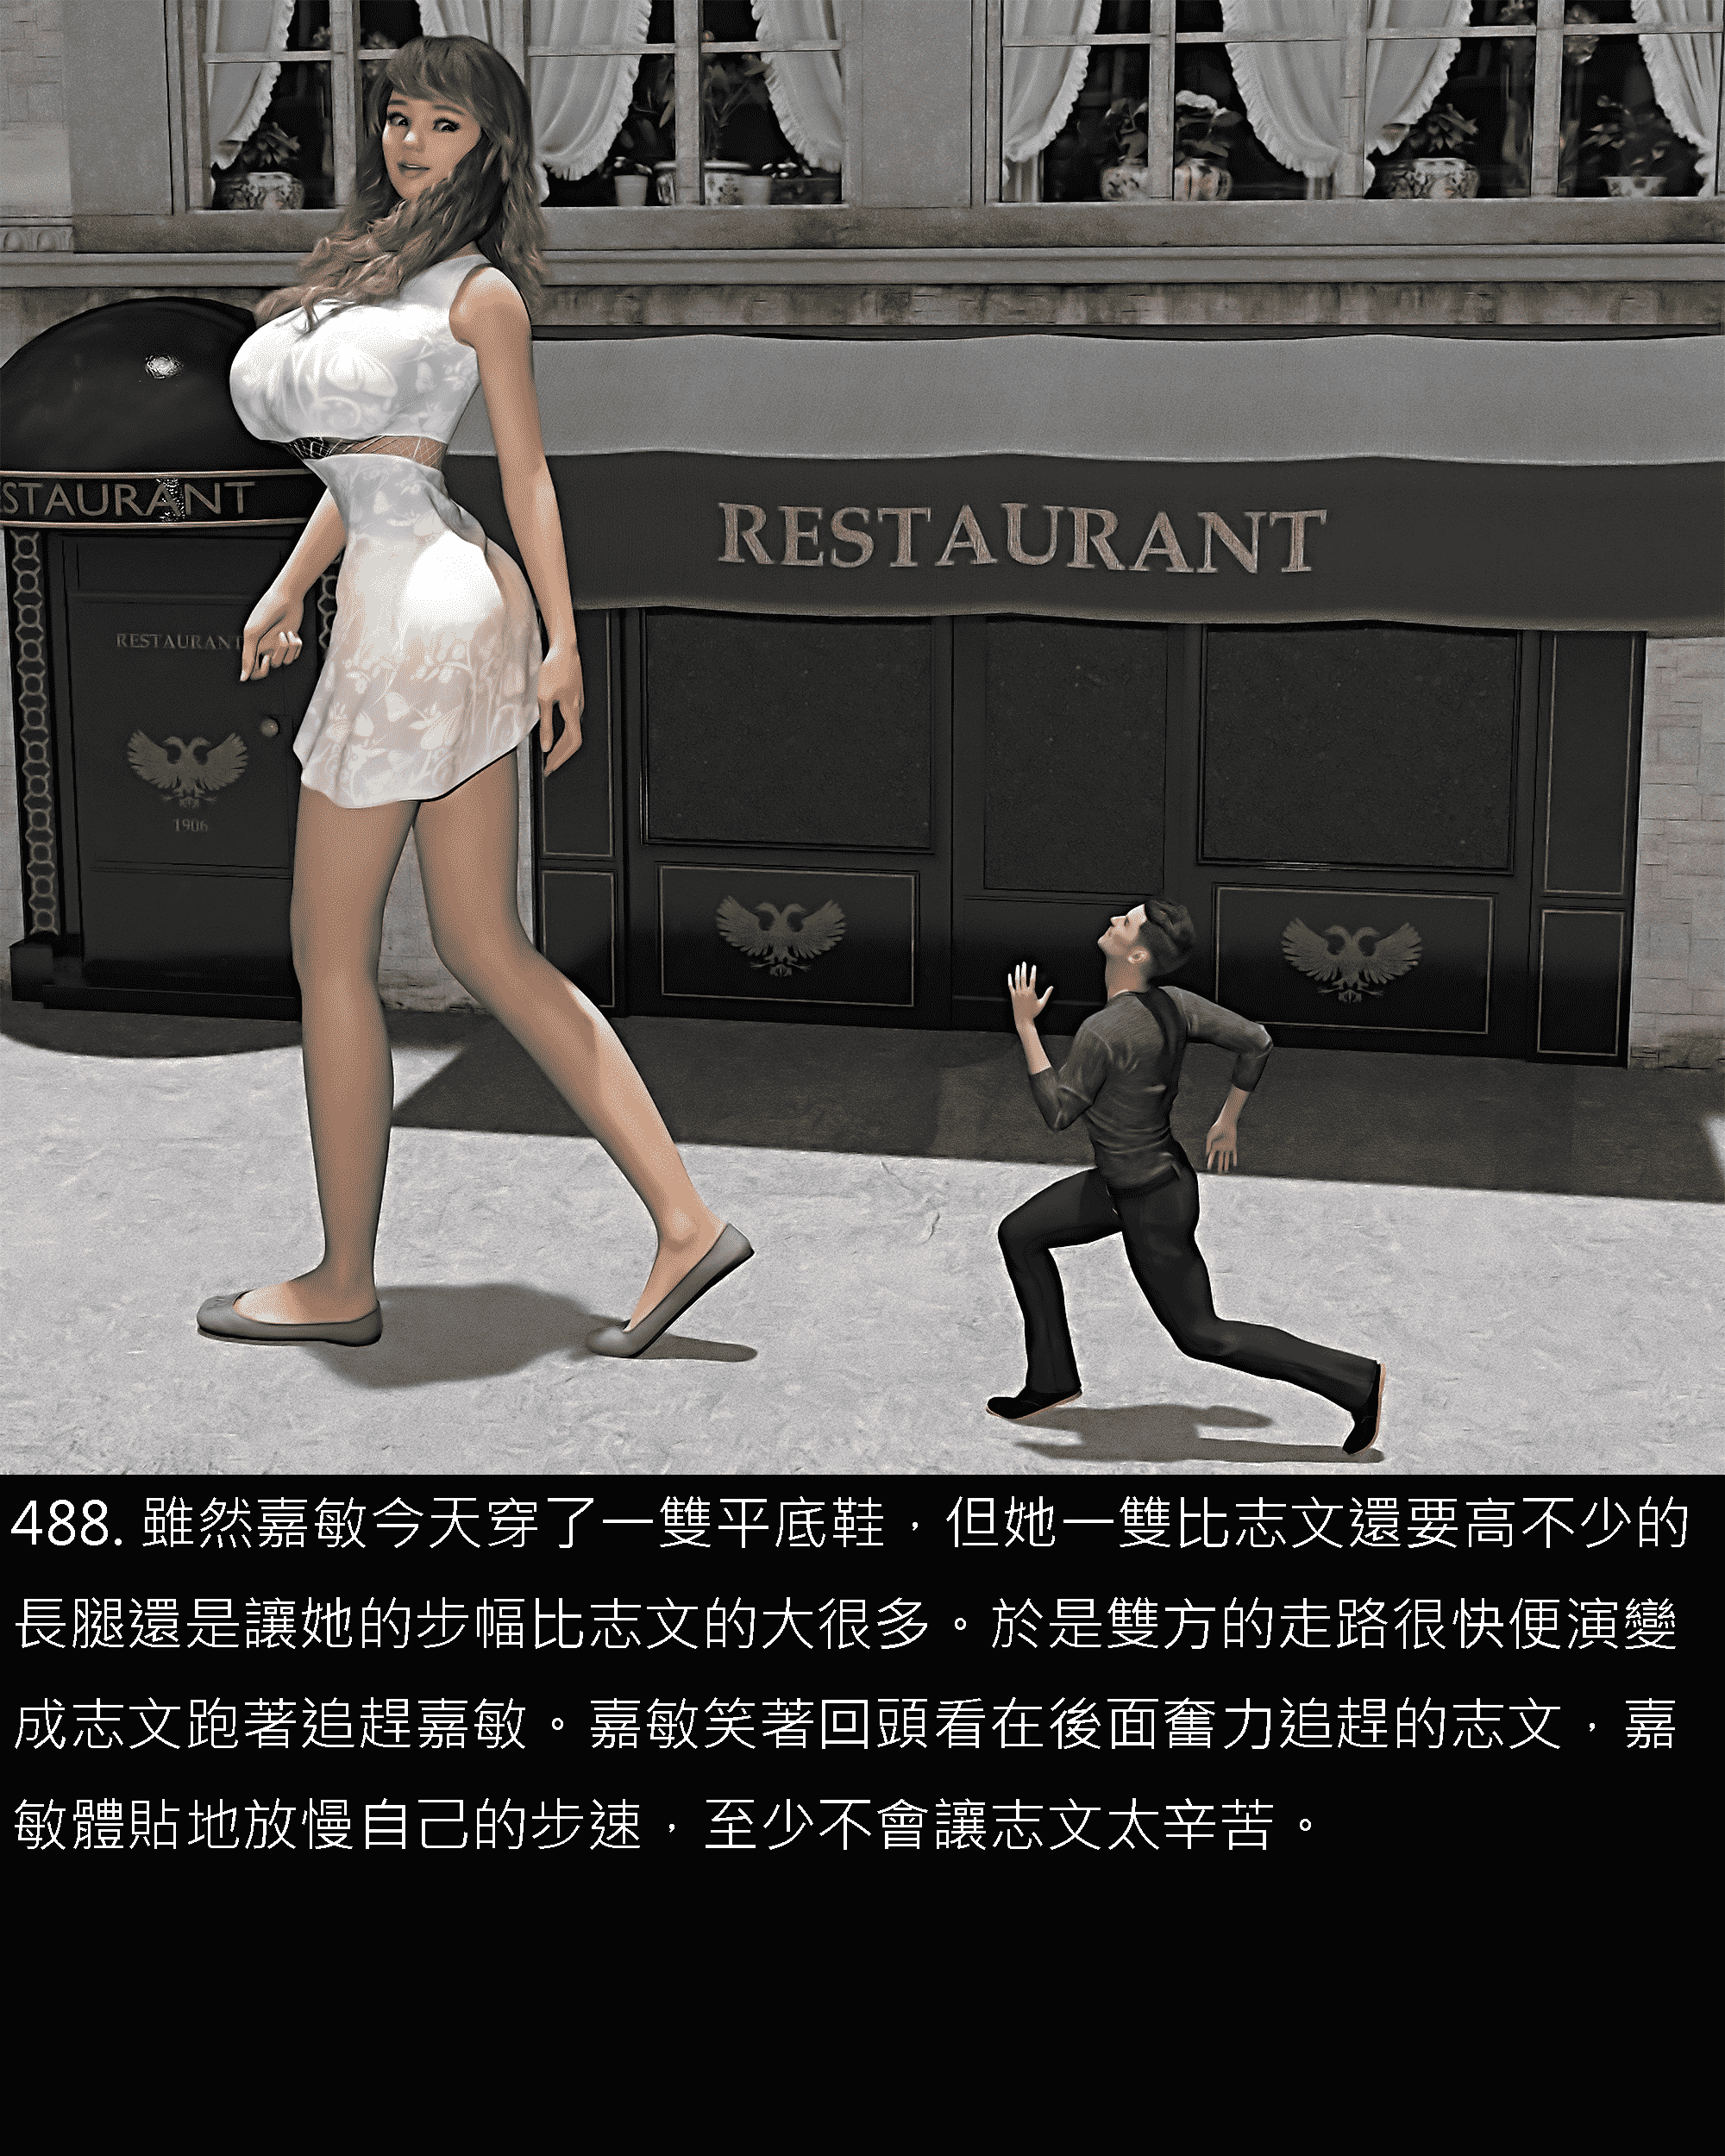 STAURANT
RESTAURANT
RESTAURANT
1906
488. 雖然嘉敏今天穿了一雙平底鞋，但她一雙比志文還要高不少的
長腿還是讓她的步幅比志文的大很多。於是雙方的走路很快便演變
成志文跑著追趕嘉敏。嘉敏笑著回頭看在後面奮力追趕的志文，嘉
敏體貼地放慢自己的步速，至少不會讓志文太辛苦。